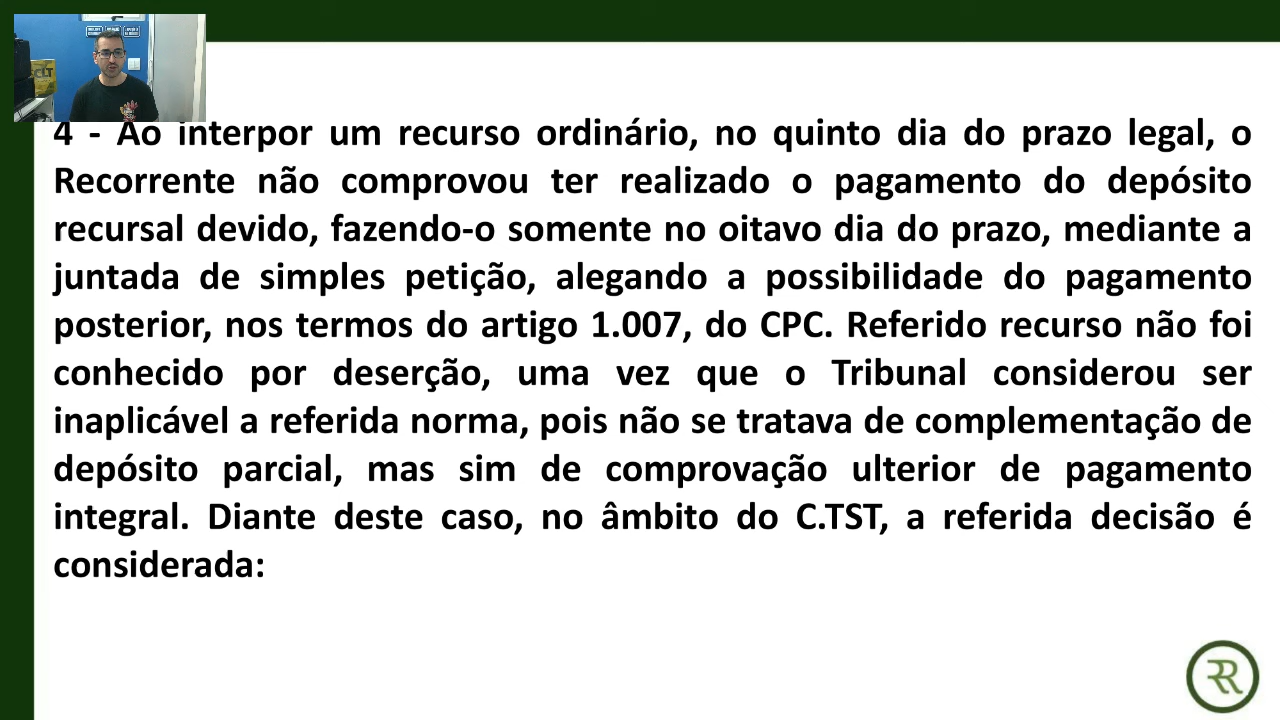 4 - Ao interpor um recurso ordinário, no quinto dia do prazo legal, o
Recorrente não comprovou ter realizado o pagamento do depósito
recursal devido, fazendo-o somente no oitavo dia do prazo, mediante a
juntada de simples petição, alegando a possibilidade do pagamento
posterior, nos termos do artigo 1.007, do CPC. Referido recurso não foi
conhecido por deserção, uma vez que o Tribunal considerou ser
inaplicável a referida norma, pois não se tratava de complementação de
depósito parcial, mas sim de comprovação ulterior de pagamento
integral. Diante deste caso, no âmbito do C.TST, a referida decisão é
considerada: